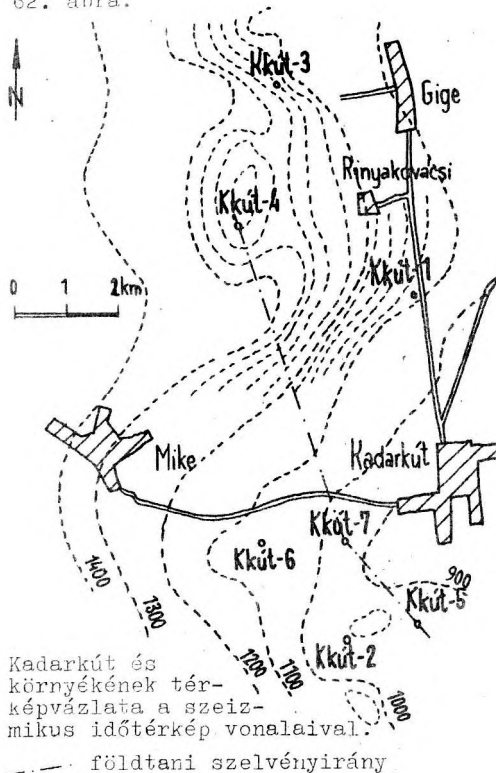 62. ábra.
N
Kkút-3
Gige
Rinyakovácsi
Kkút-4
Kkút-1
0 1 2km
Mike
Kadarkút
Kkút-7
Kkút-6
900
Kkút-5
Kkút-2
1400
1300
1200
1100
1000
Kadarkút és
környékének tér-
képvázlata a szeiz-
mikus időtérkép vonalaival.
földtani szelvényirány